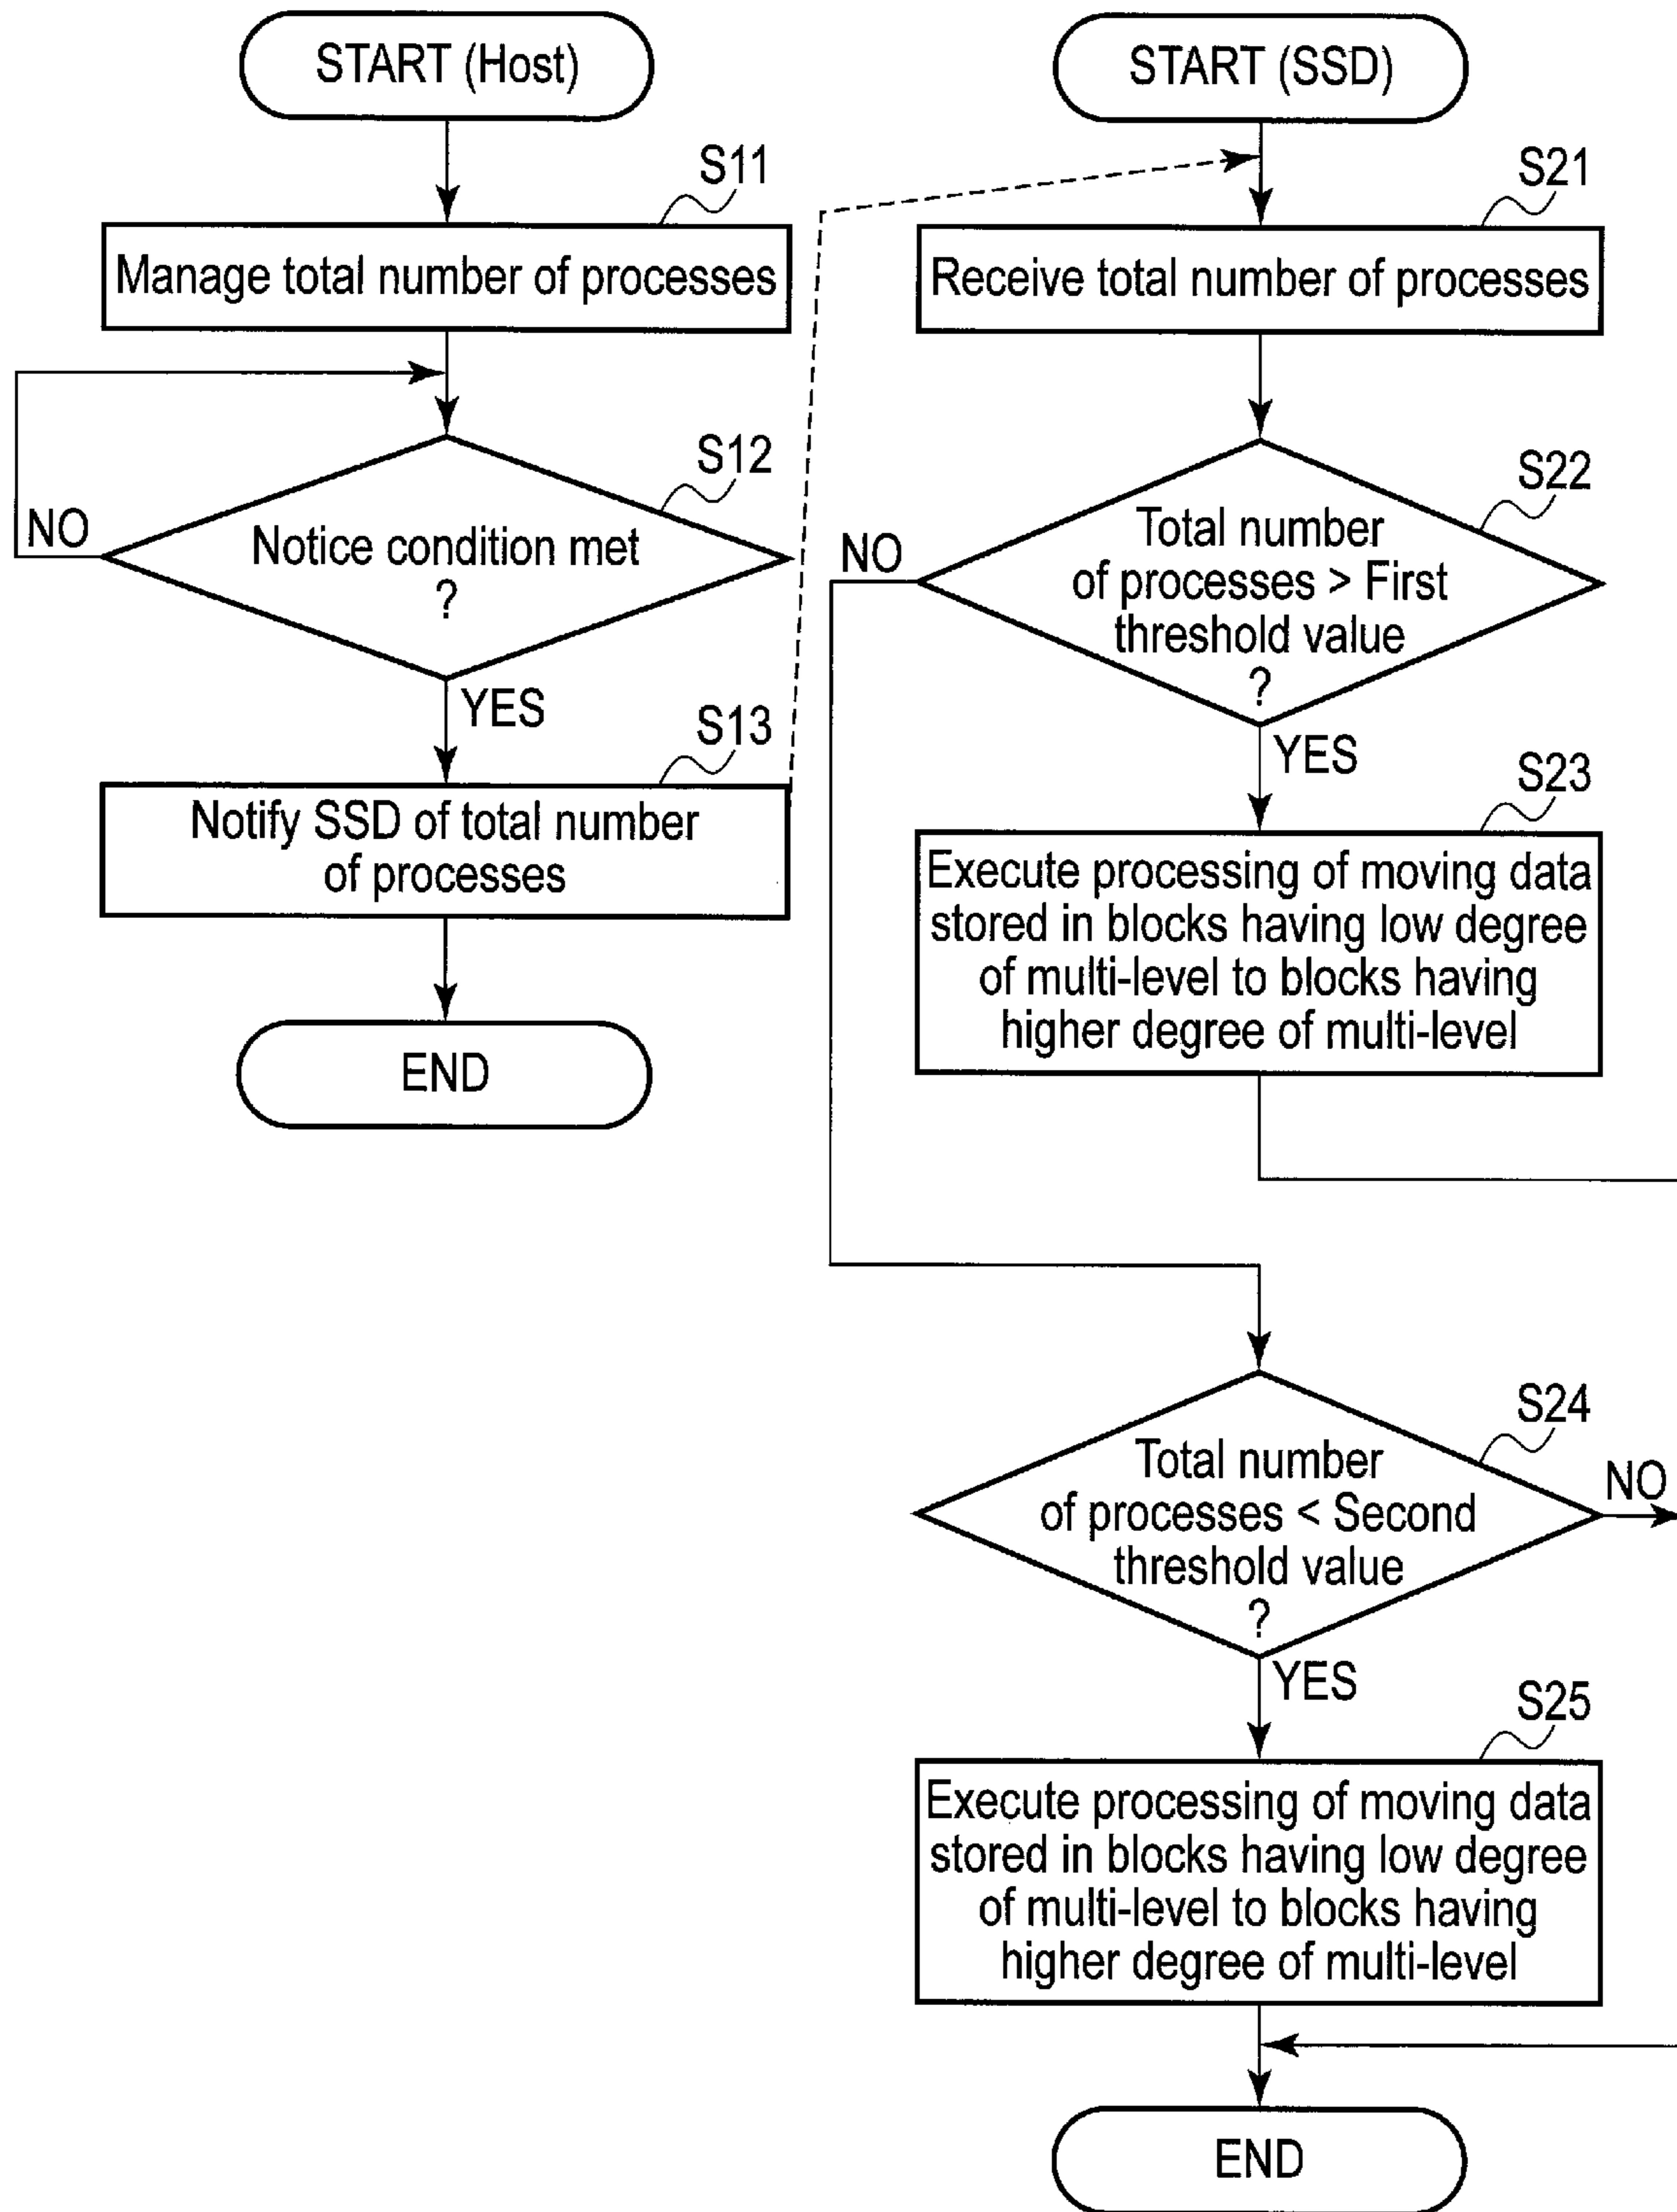 START (Host)
S11
Manage total number of processes
S12
Notice condition met
?
NO
YES
S13
Notify SSD of total number
of processes
END
START (SSD)
S21
Receive total number of processes
S22
Total number
of processes > First
threshold value
?
NO
YES
S23
Execute processing of moving data
stored in blocks having low degree
of multi-level to blocks having
higher degree of multi-level
S24
Total number
of processes < Second
threshold value
?
NO
YES
S25
Execute processing of moving data
stored in blocks having low degree
of multi-level to blocks having
higher degree of multi-level
END